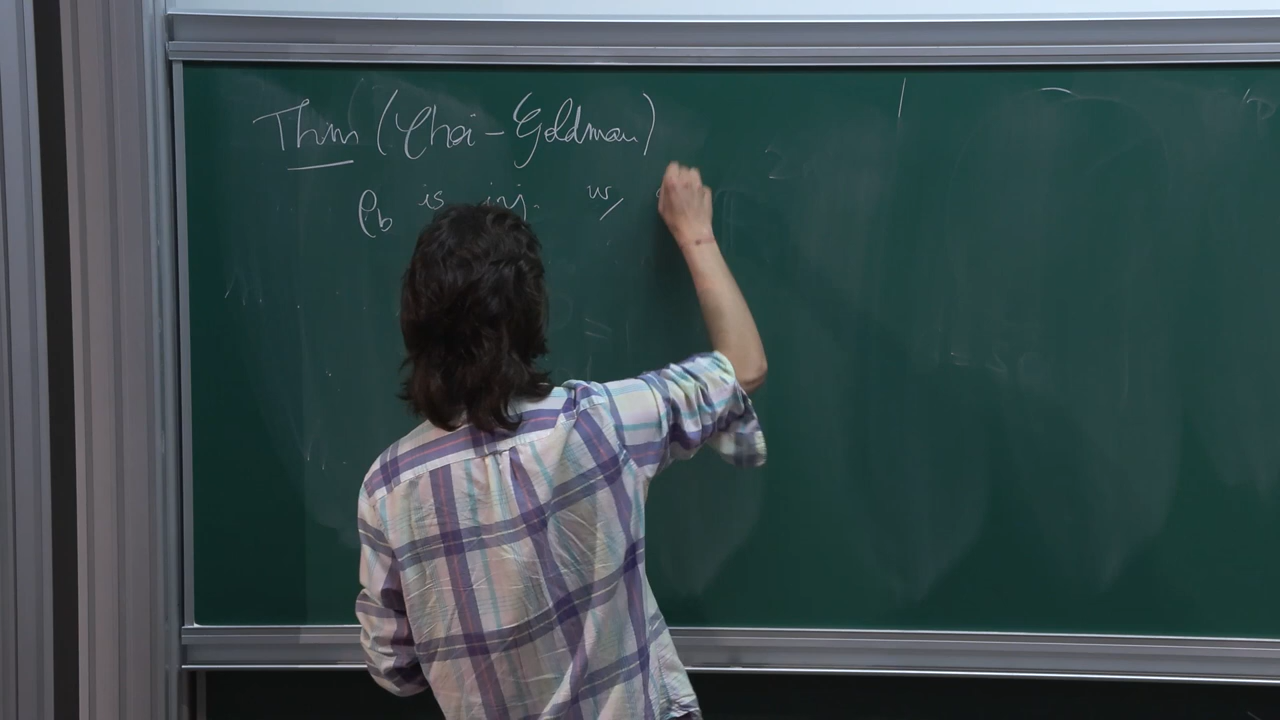 Thm (Choi-Goldman)
ρ_b is inj. w/